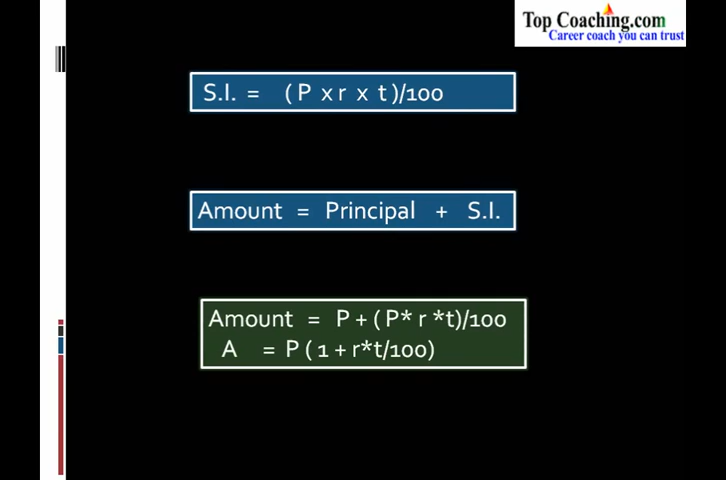 Top Coaching.com
Career coach you can trust
S.I. = ( P x r x t )/100
Amount = Principal + S.I.
Amount = P + ( P* r *t)/100
A = P ( 1 + r*t/100)